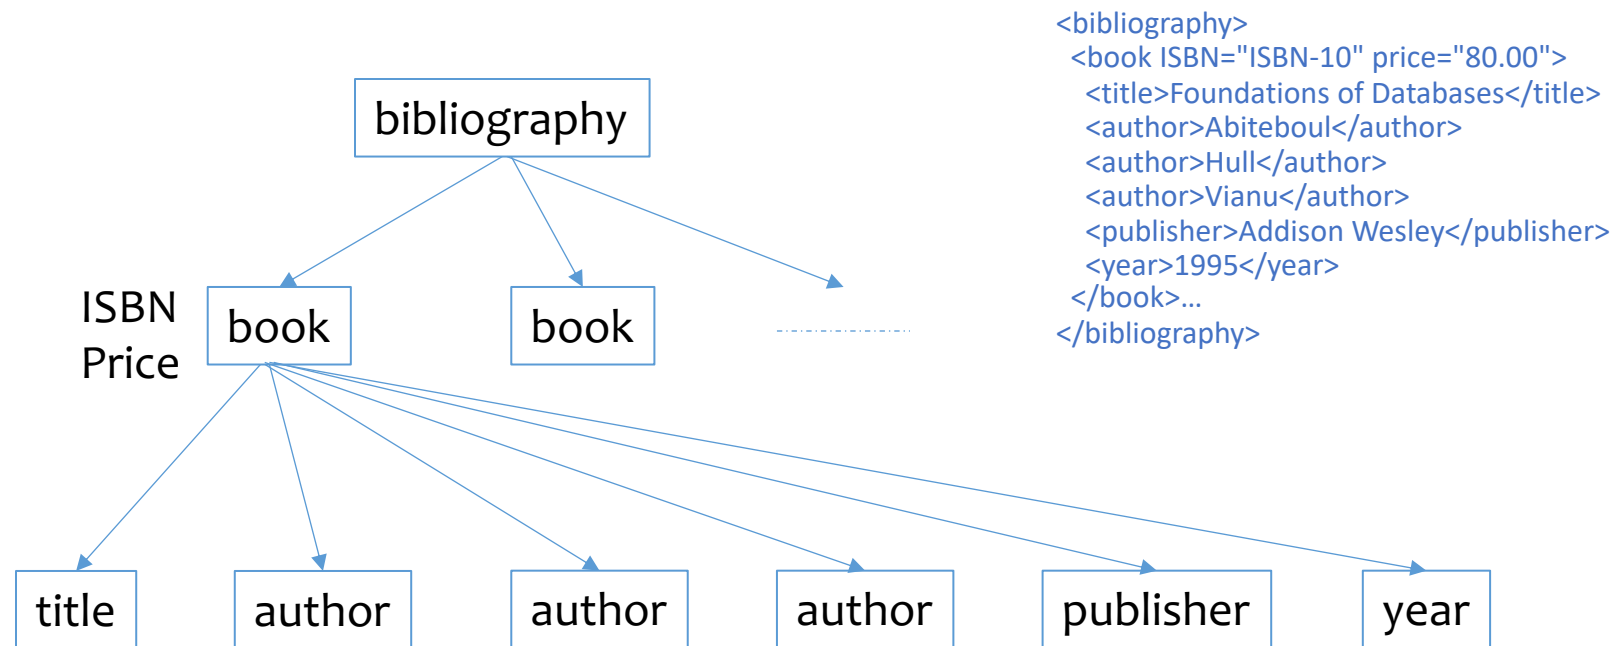 <bibliography>
<book ISBN="ISBN-10" price="80.00">
<title>Foundations of Databases</title>
<author>Abiteboul</author>
<author>Hull</author>
<author>Vianu</author>
<publisher>Addison Wesley</publisher>
<year>1995</year>
</book>...
</bibliography>
bibliography
ISBN
Price
book
book
title
author
author
author
publisher
year